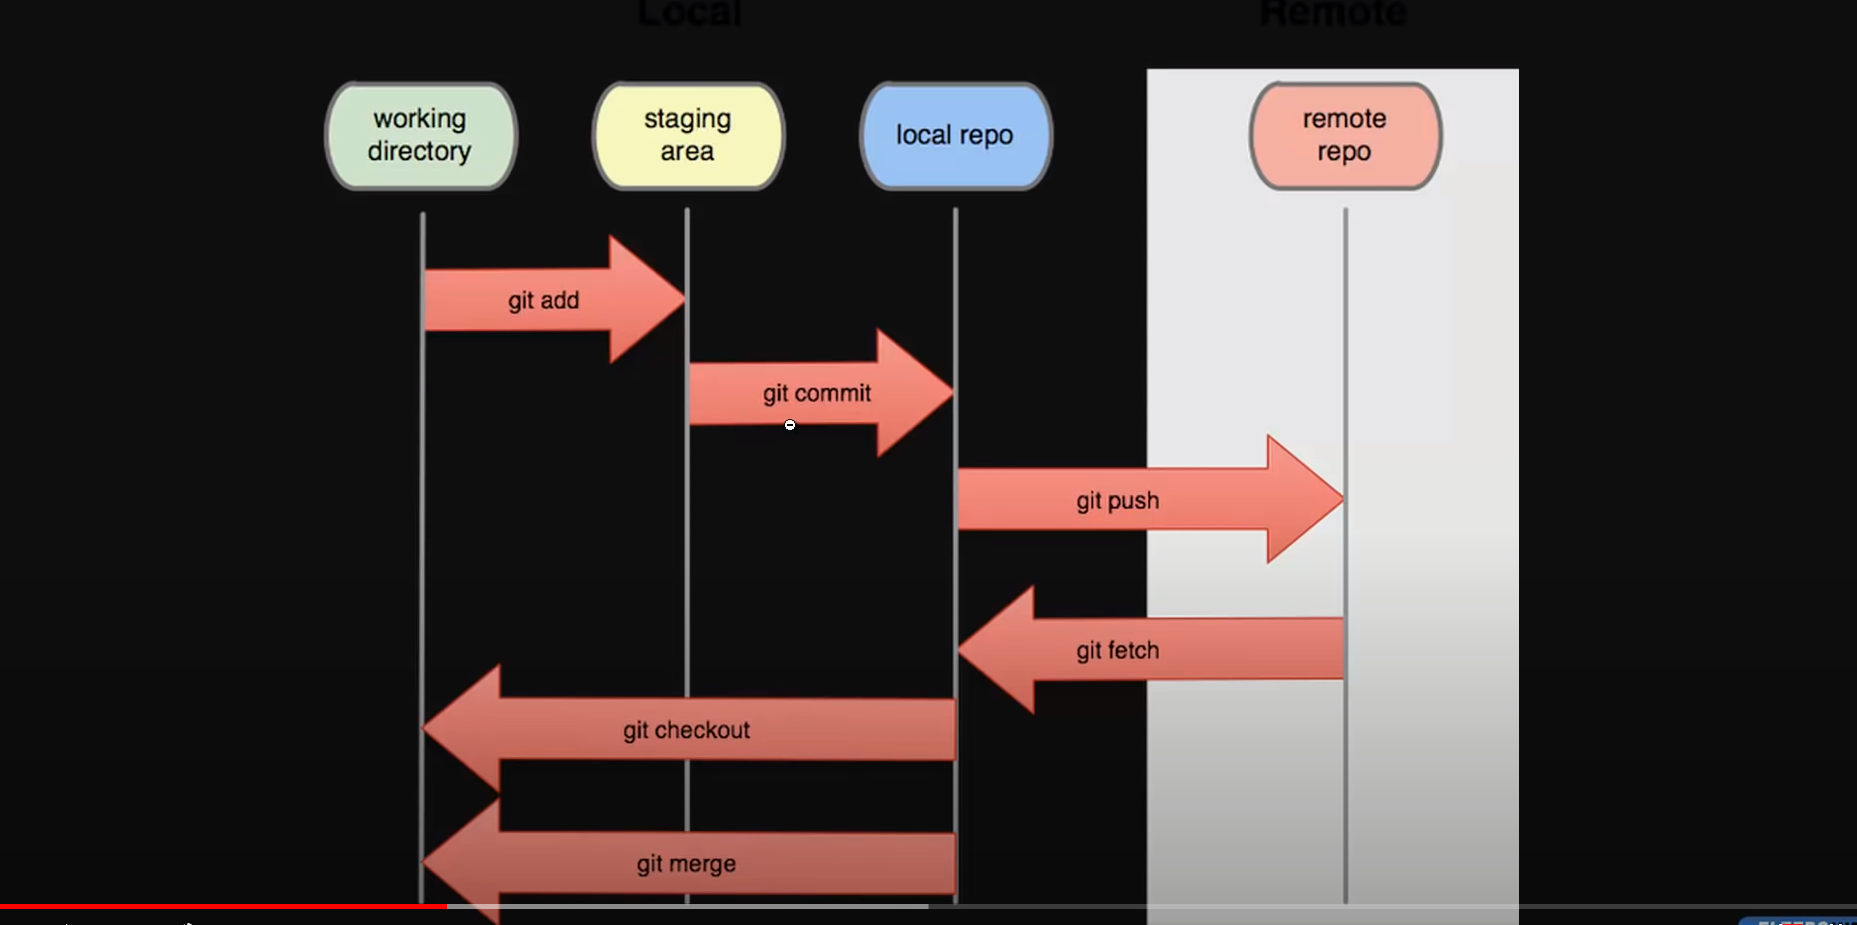 Local
Remote
working
directory
staging
area
local repo
remote
repo
git add
git commit
git push
git fetch
git checkout
git merge